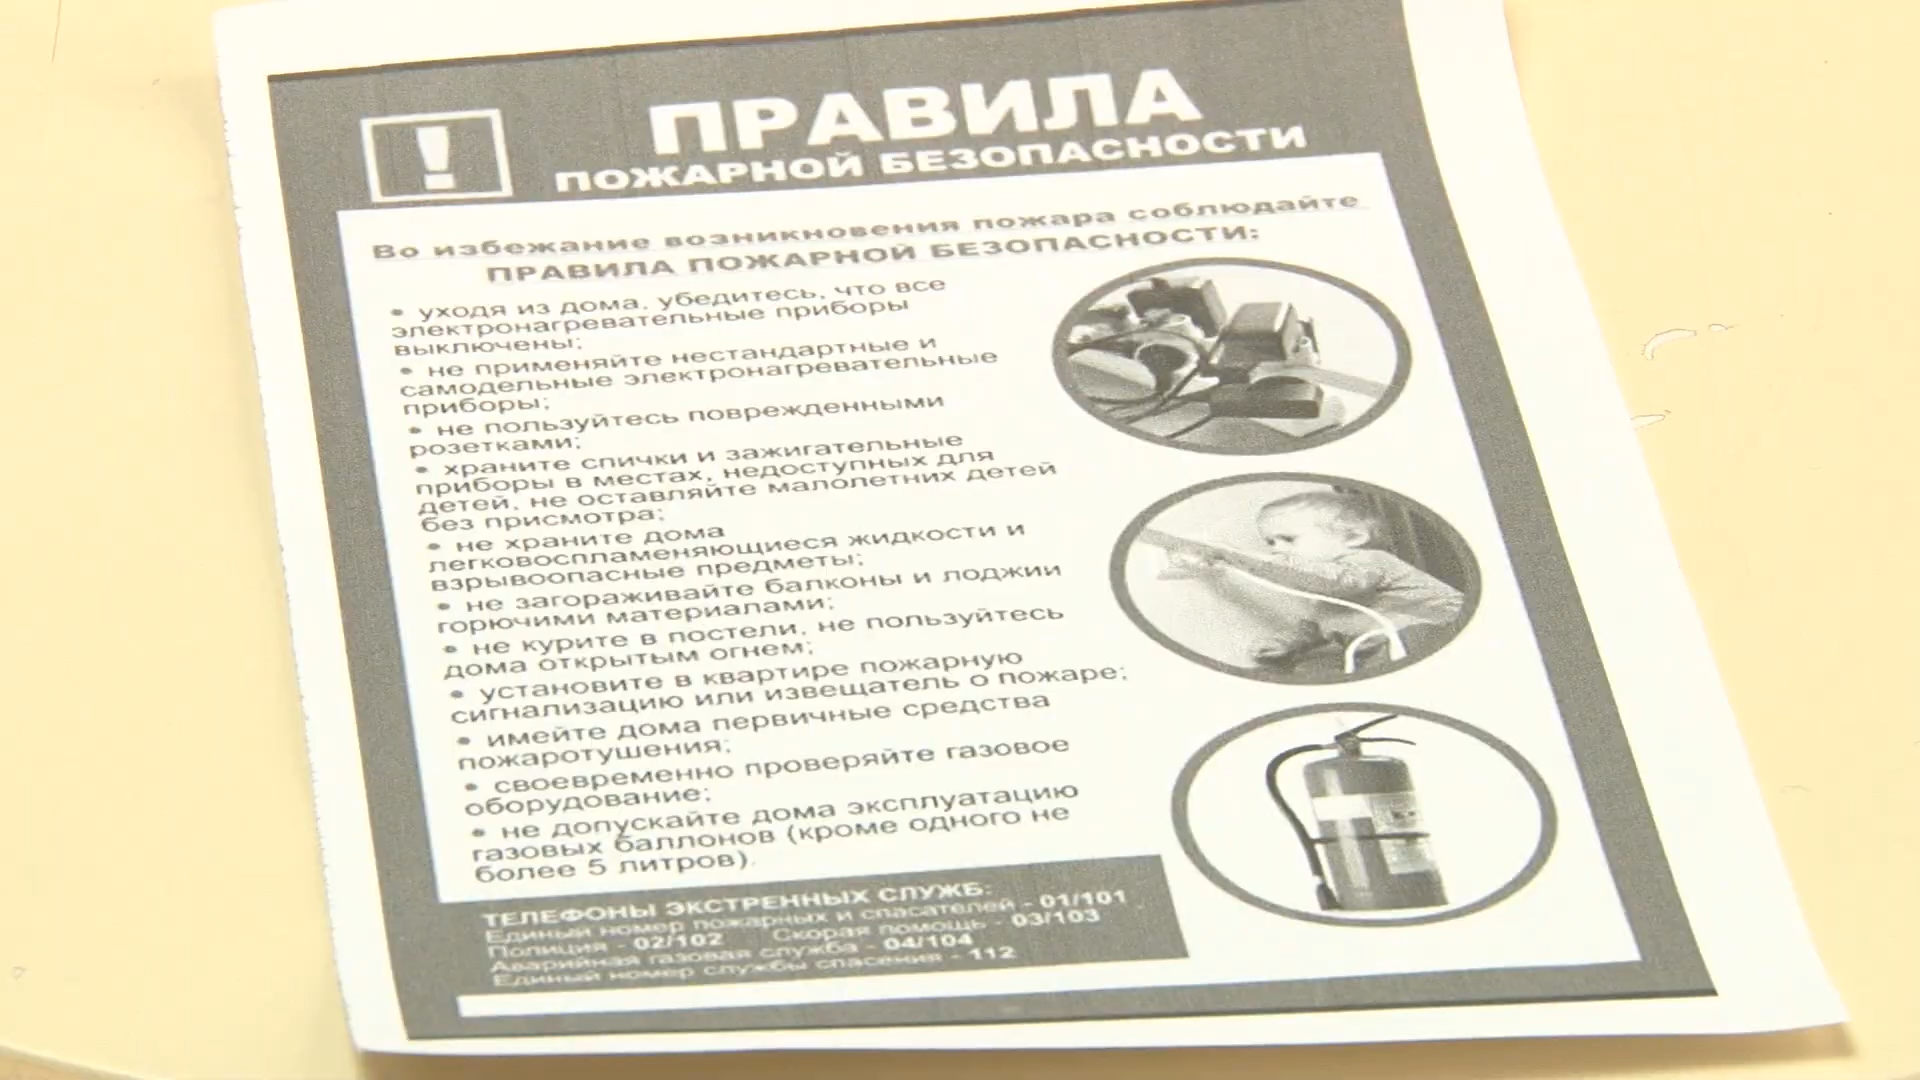 !
ПРАВИЛА
ПОЖАРНОЙ БЕЗОПАСНОСТИ
Во избежание возникновения пожара соблюдайте
ПРАВИЛА ПОЖАРНОЙ БЕЗОПАСНОСТИ:
• уходя из дома, убедитесь, что все
электронагревательные приборы
выключены;
• не применяйте нестандартные и
самодельные электронагревательные
приборы;
• не пользуйтесь поврежденными
розетками;
• храните спички и зажигательные
приборы в местах, недоступных для
детей, не оставляйте малолетних детей
без присмотра;
• не храните дома
легковоспламеняющиеся жидкости и
взрывоопасные предметы;
• не загораживайте балконы и лоджии
горючими материалами;
• не курите в постели, не пользуйтесь
дома открытым огнем;
• установите в квартире пожарную
сигнализацию или извещатель о пожаре;
• имейте дома первичные средства
пожаротушения;
• своевременно проверяйте газовое
оборудование;
• не допускайте дома эксплуатацию
газовых баллонов (кроме одного не
более 5 литров).
ТЕЛЕФОНЫ ЭКСТРЕННЫХ СЛУЖБ:
Единый номер пожарных и спасателей - 01/101
Полиция - 02/102 Скорая помощь - 03/103
Аварийная газовая служба - 04/104
Единый номер службы спасения - 112